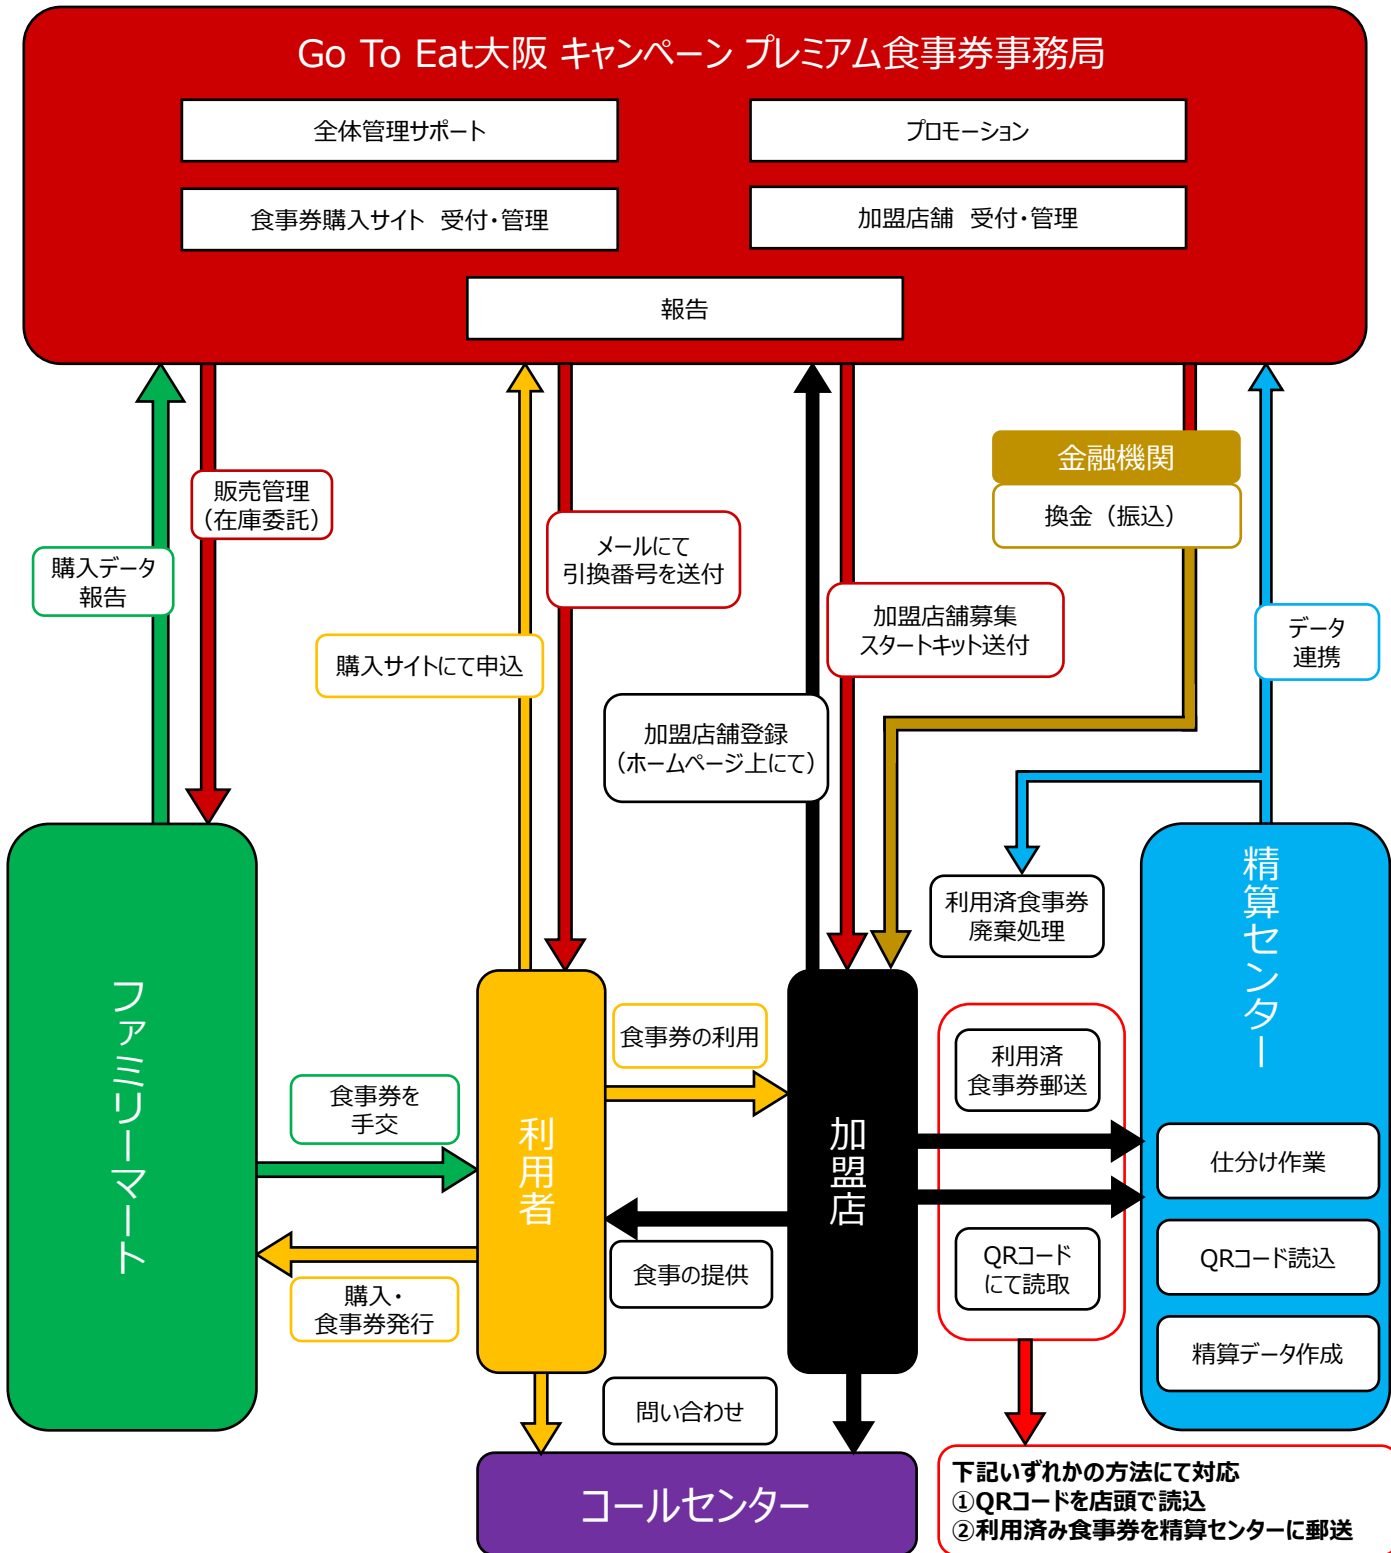 Go To Eat大阪 キャンペーン プレミアム食事券事務局
全体管理サポート
プロモーション
食事券購入サイト 受付・管理
加盟店舗 受付・管理
報告
金融機関
換金（振込）
販売管理
（在庫委託）
メールにて
引換番号を送付
購入データ
報告
加盟店舗募集
スタートキット送付
データ
連携
購入サイトにて申込
加盟店舗登録
（ホームページ上にて）
利用済食事券
廃棄処理
精算センター
ファミリーマート
食事券の利用
利用済
食事券郵送
食事券を
手交
利用者
加盟店
仕分け作業
QRコード
にて読取
QRコード読込
食事の提供
購入・
食事券発行
精算データ作成
問い合わせ
コールセンター
下記いずれかの方法にて対応
①QRコードを店頭で読込
②利用済み食事券を精算センターに郵送